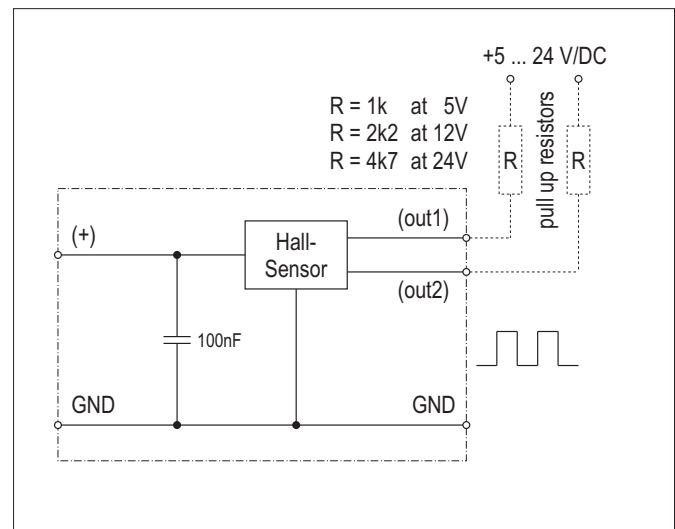 +5 ... 24 V/DC
R = 1k at 5V
R = 2k2 at 12V
R = 4k7 at 24V
R
pull up resistors
R
(+)
Hall-
Sensor
(out1)
(out2)
100nF
GND
GND